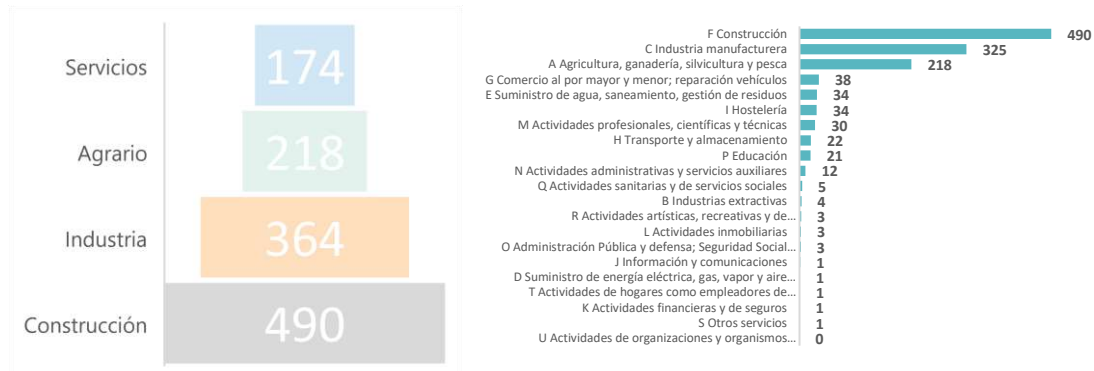 Servicios 174
Agrario 218
Industria 364
Construcción 490
F Construcción 490
C Industria manufacturera 325
A Agricultura, ganadería, silvicultura y pesca 218
G Comercio al por mayor y menor; reparación vehículos 38
E Suministro de agua, saneamiento, gestión de residuos 34
I Hostelería 34
M Actividades profesionales, científicas y técnicas 30
H Transporte y almacenamiento 22
P Educación 21
N Actividades administrativas y servicios auxiliares 12
Q Actividades sanitarias y de servicios sociales 5
B Industrias extractivas 4
R Actividades artísticas, recreativas y de... 3
L Actividades inmobiliarias 3
O Administración Pública y defensa; Seguridad Social... 3
J Información y comunicaciones 1
D Suministro de energía eléctrica, gas, vapor y aire... 1
T Actividades de hogares como empleadores de... 1
K Actividades financieras y de seguros 1
S Otros servicios 1
U Actividades de organizaciones y organismos... 0